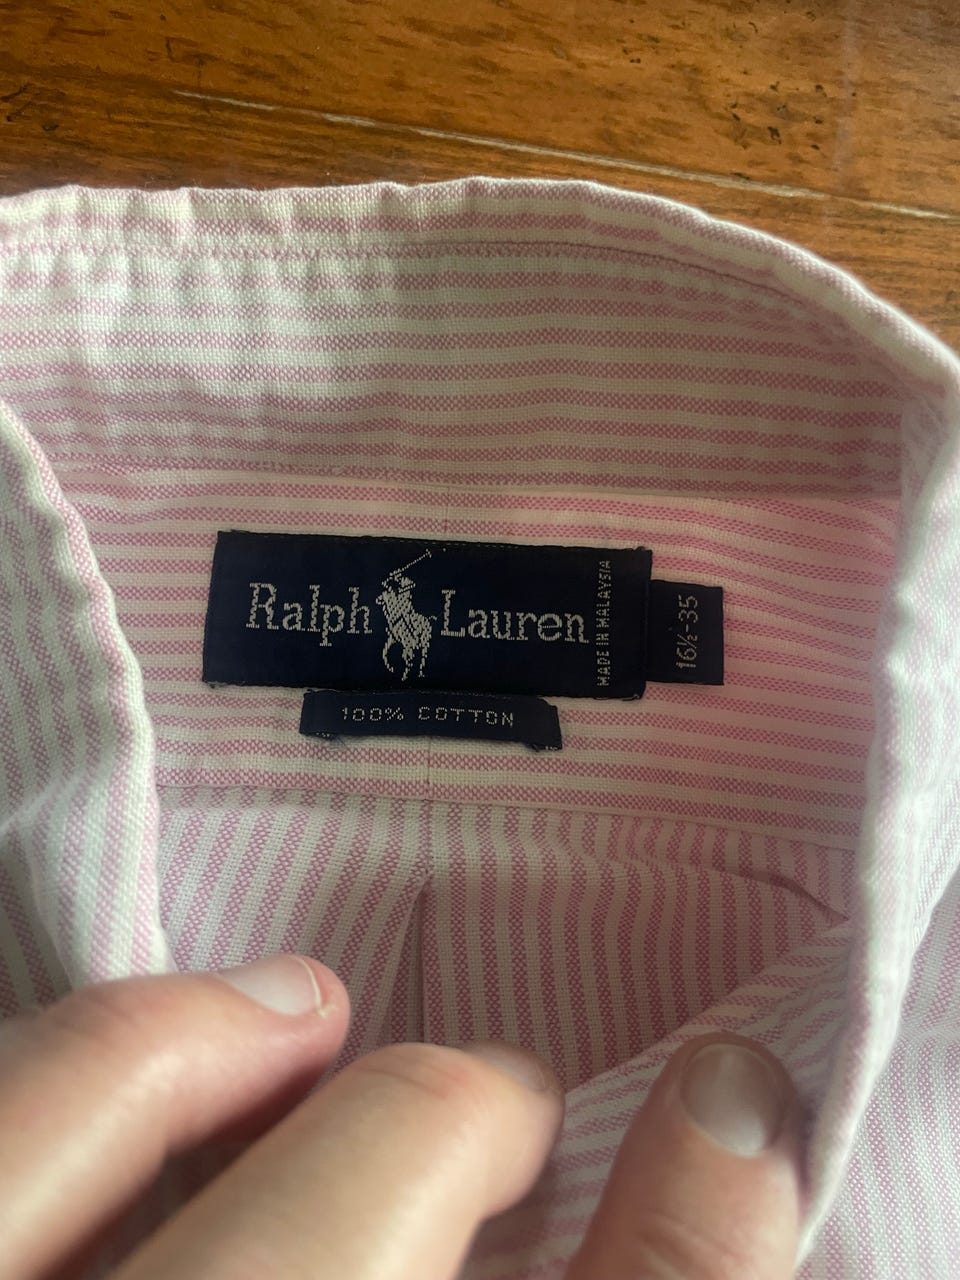 Ralph Lauren
MADE IN MALAYSIA
16½-35
100% COTTON